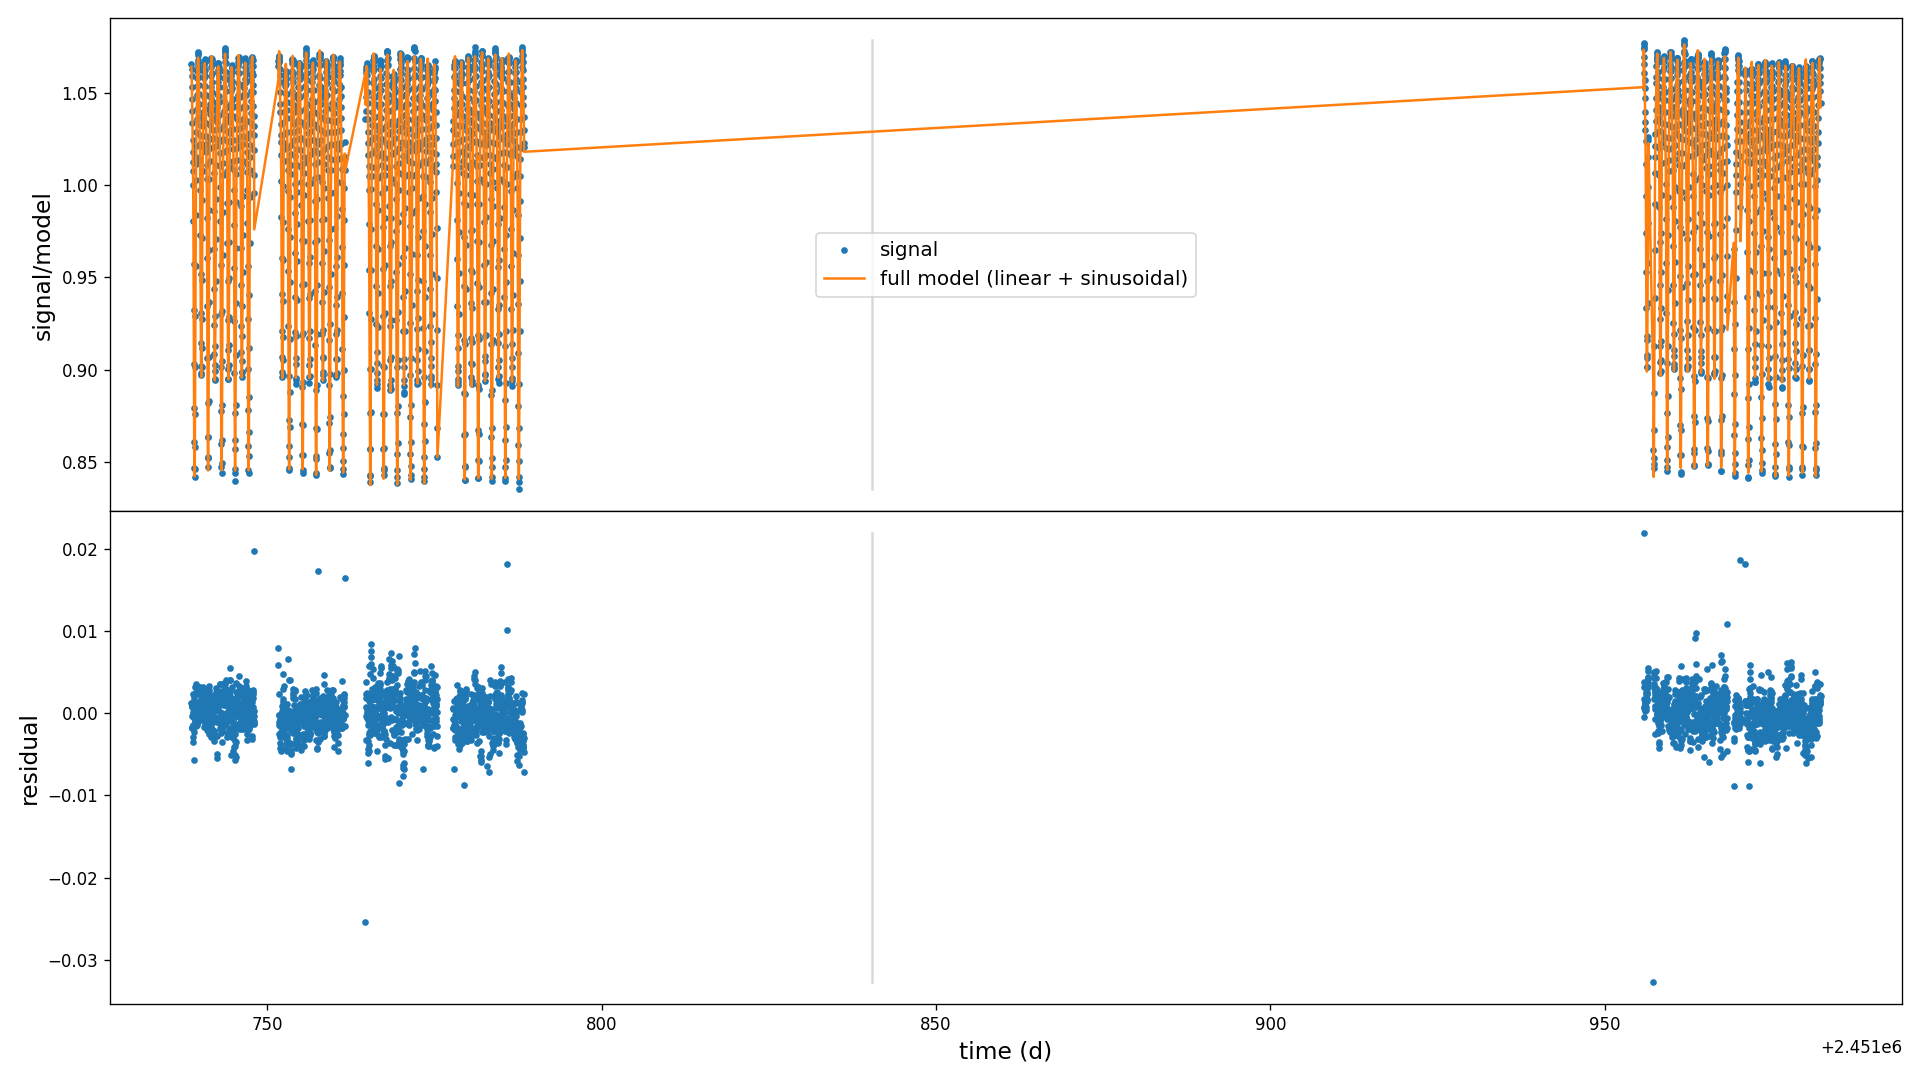 1.05
1.00
0.95
0.90
0.85
signal/model
signal
full model (linear + sinusoidal)
0.02
0.01
0.00
−0.01
−0.02
−0.03
residual
750
800
850
900
950
time (d)
+2.451e6